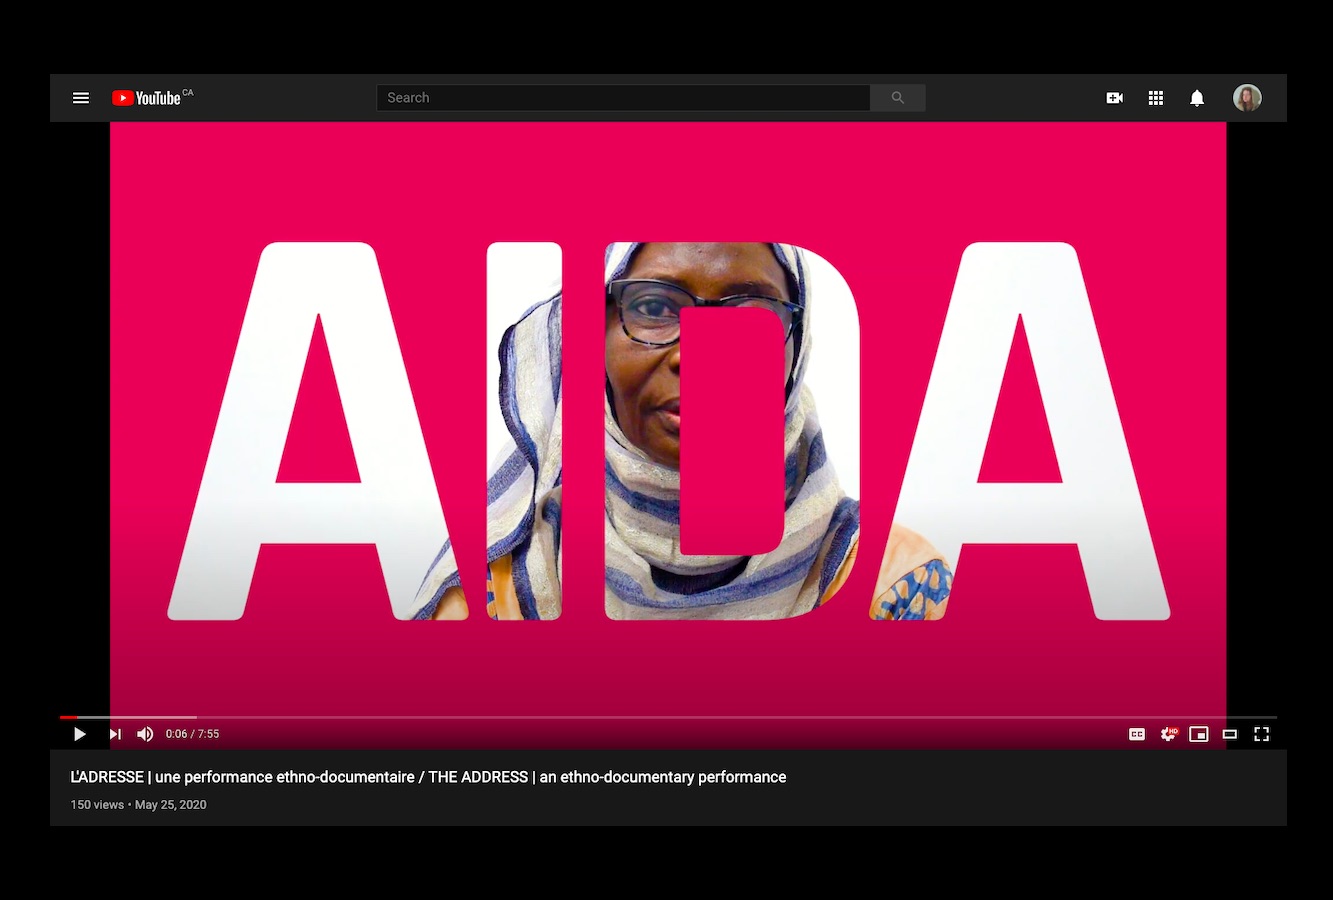 YouTube CA
Search
AIDA
0:06 / 7:55
CC
HD
L'ADRESSE | une performance ethno-documentaire / THE ADDRESS | an ethno-documentary performance
150 views • May 25, 2020